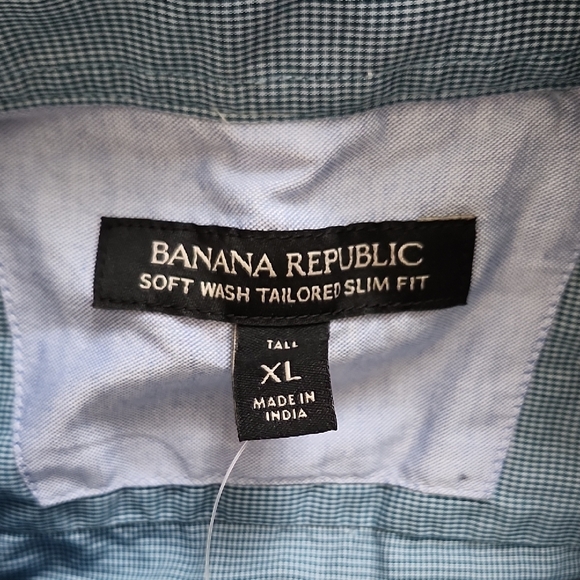 BANANA REPUBLIC
SOFT WASH TAILORED SLIM FIT
TALL
XL
MADE IN
INDIA